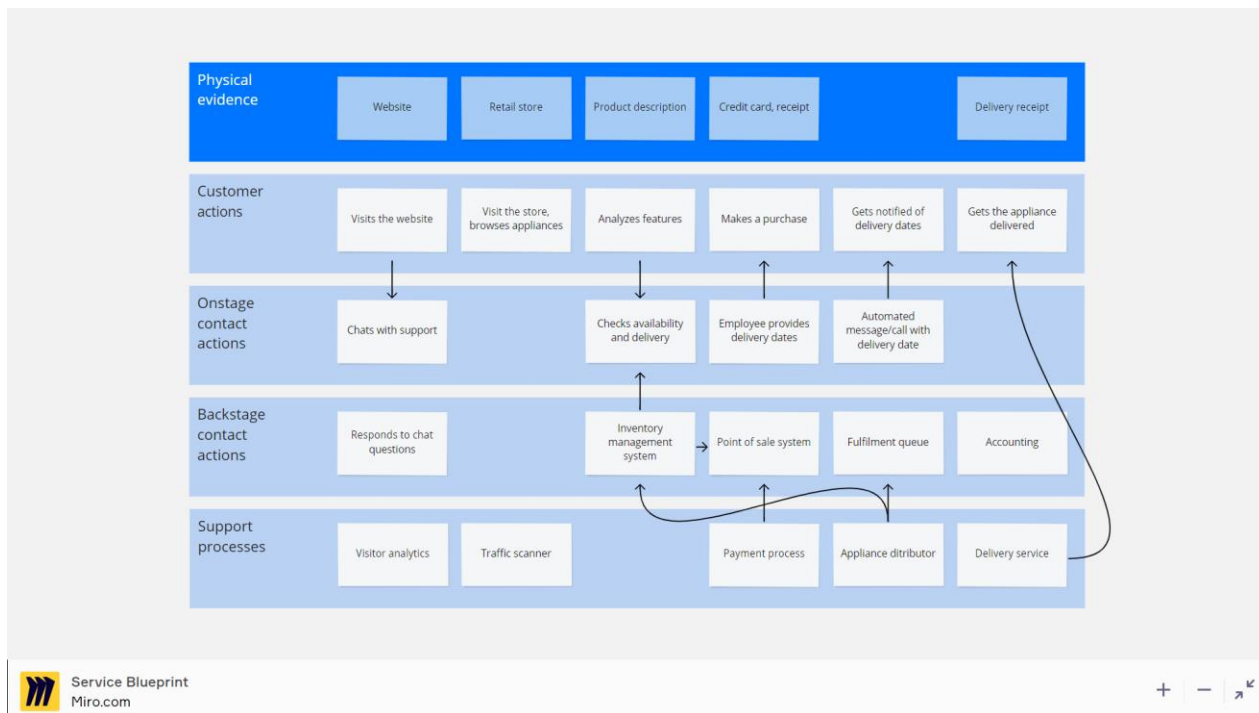 Physical
evidence
Website
Retail store
Product description
Credit card, receipt
Delivery receipt
Customer
actions
Visits the website
Visit the store,
browses appliances
Analyzes features
Makes a purchase
Gets notified of
delivery dates
Gets the appliance
delivered
Onstage
contact
actions
Chats with support
Checks availability
and delivery
Employee provides
delivery dates
Automated
message/call with
delivery date
Backstage
contact
actions
Responds to chat
questions
Inventory
management
system
Point of sale system
Fulfilment queue
Accounting
Support
processes
Visitor analytics
Traffic scanner
Payment process
Appliance ditributor
Delivery service
Service Blueprint
Miro.com